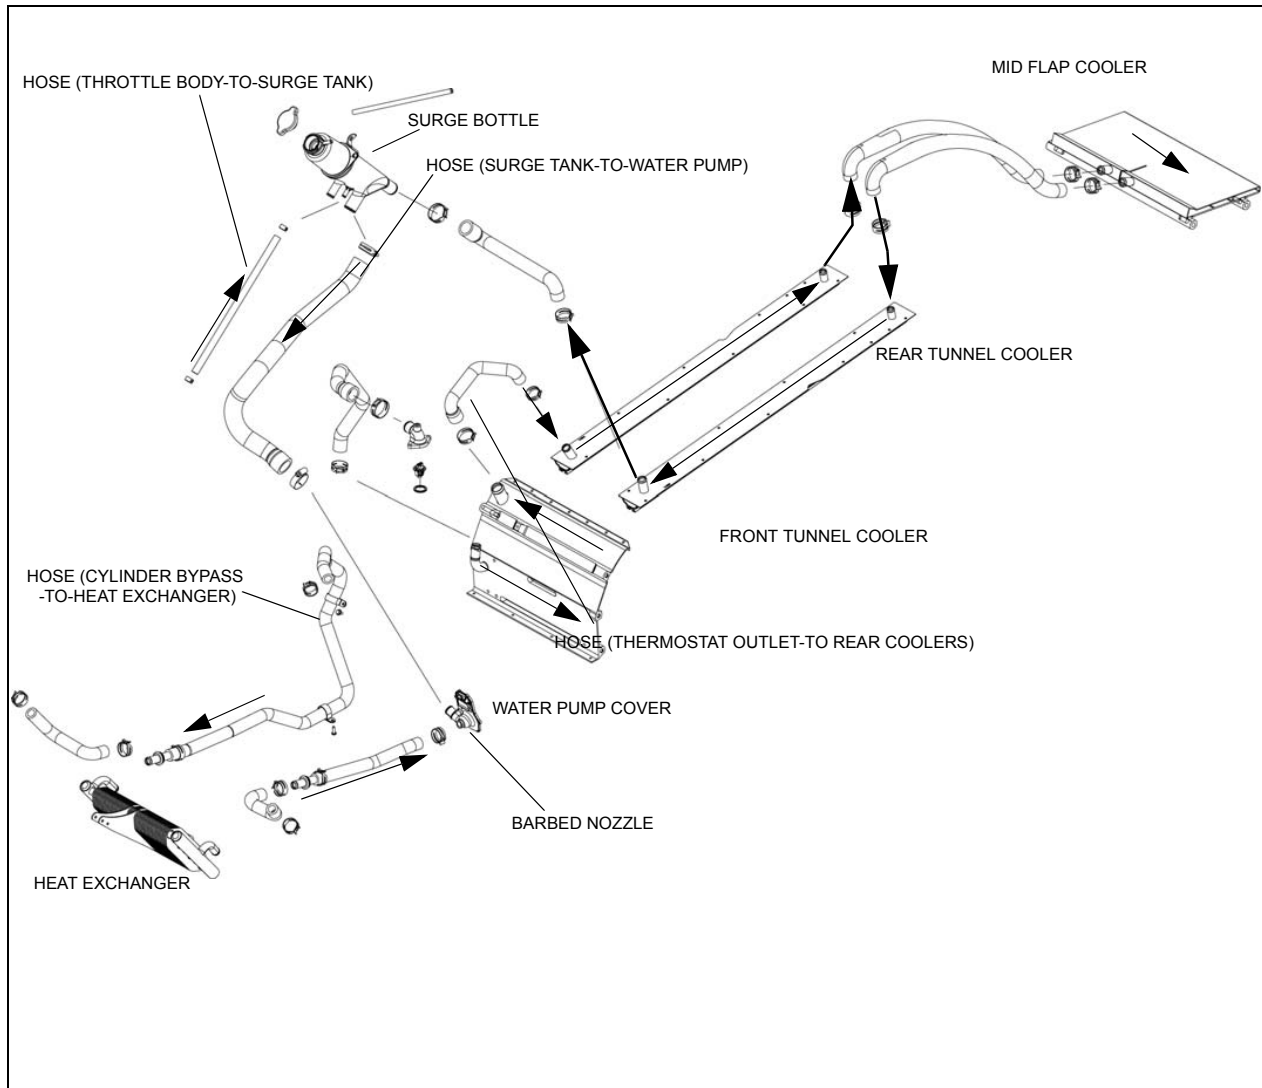 MID FLAP COOLER
HOSE (THROTTLE BODY-TO-SURGE TANK)
SURGE BOTTLE
HOSE (SURGE TANK-TO-WATER PUMP)
REAR TUNNEL COOLER
FRONT TUNNEL COOLER
HOSE (CYLINDER BYPASS
-TO-HEAT EXCHANGER)
HOSE (THERMOSTAT OUTLET-TO REAR COOLERS)
WATER PUMP COVER
BARBED NOZZLE
HEAT EXCHANGER